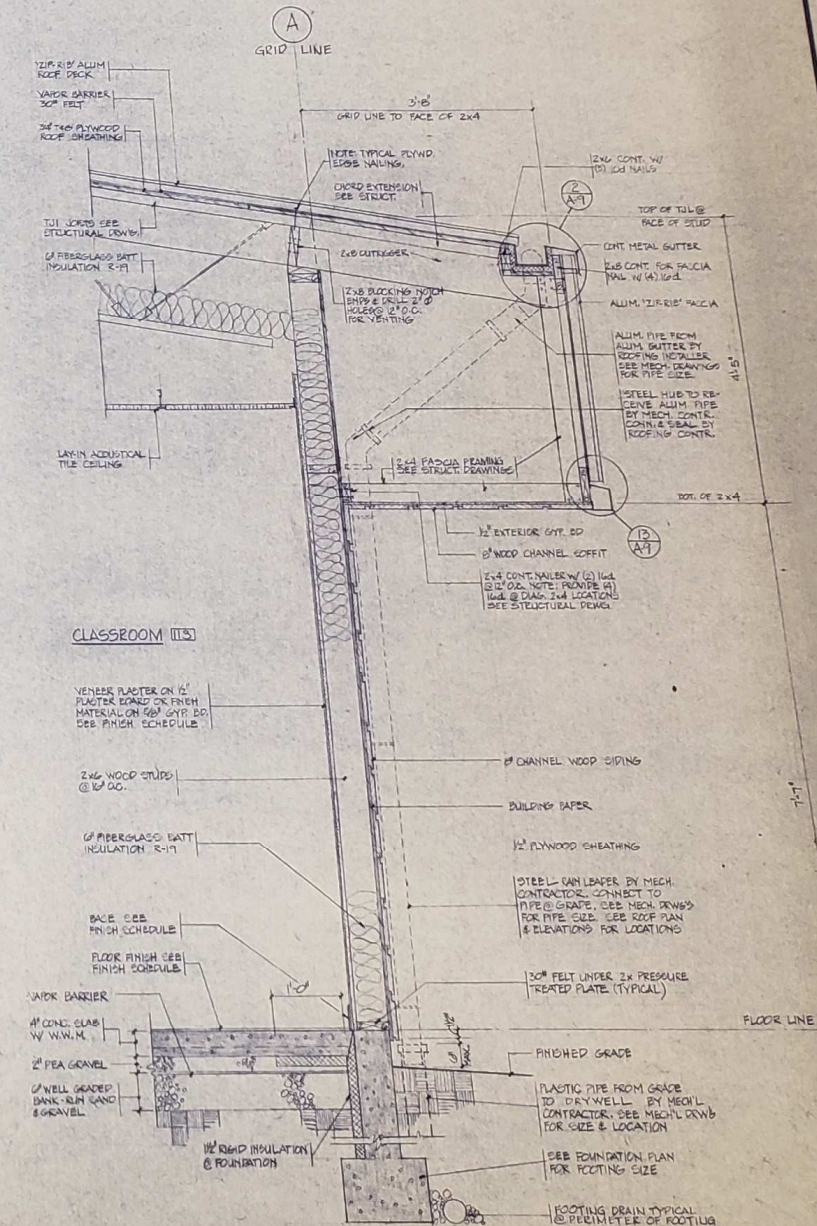 A
GRID LINE
'ZIP-RIB' ALUM
ROOF DECK
VAPOR BARRIER
30# FELT
3/4" T&G PLYWOOD
ROOF SHEATHING
TJI JOISTS SEE
STRUCTURAL DRWG.
6" FIBERGLASS BATT
INSULATION R-19
3'-8"
GRID LINE TO FACE OF 2x4
NOTE: TYPICAL PLYWD.
EDGE NAILING,
CHORD EXTENSION
SEE STRUCT.
2x8 OUTRIGGER
2x8 BLOCKING NOTCH
ENDS & DRILL 2" Ø
HOLES @ 12" O.C.
FOR VENTING
2x6 CONT. W/
(3) 10d NAILS
2
A-9
TOP OF TJL @
FACE OF STUD
CONT. METAL GUTTER
2x8 CONT. FOR FASCIA
NAIL W/ (4) 16d.
ALUM. 'ZIP-RIB' FASCIA
ALUM. PIPE FROM
ALUM. GUTTER BY
ROOFING INSTALLER
SEE MECH. DRAWINGS
FOR PIPE SIZE
4'-5"
STEEL HUB TO RE-
CEIVE ALUM PIPE
BY MECH. CONTR.
CONN. & SEAL BY
ROOFING CONTR.
LAY-IN ACOUSTICAL
TILE CEILING
2x4 FASCIA FRAMING
SEE STRUCT. DRAWINGS
BOT. OF 2x4
13
A-9
1/2" EXTERIOR GYP. BD
8" WOOD CHANNEL SOFFIT
2x4 CONT. NAILER W/ (2) 16d
@ 12" O.C. NOTE: PROVIDE (4)
16d @ DIAG. 2x4 LOCATIONS
SEE STRUCTURAL DRWG.
CLASSROOM 113
VENEER PLASTER ON 1/2"
PLASTER BOARD OR FINISH
MATERIAL ON 5/8" GYP. BD.
SEE FINISH SCHEDULE
2x6 WOOD STUDS
@ 16" O.C.
6" FIBERGLASS BATT
INSULATION R-19
8" CHANNEL WOOD SIDING
BUILDING PAPER
1/2" PLYWOOD SHEATHING
7'-7"
STEEL RAIN LEADER BY MECH.
CONTRACTOR. CONNECT TO
PIPE @ GRADE. SEE MECH. DRWG'S
FOR PIPE SIZE. SEE ROOF PLAN
& ELEVATIONS FOR LOCATIONS
BASE SEE
FINISH SCHEDULE
FLOOR FINISH SEE
FINISH SCHEDULE
30# FELT UNDER 2x PRESSURE
TREATED PLATE (TYPICAL)
VAPOR BARRIER
1'-0"
4" CONC. SLAB
W/ W.W.M.
2" PEA GRAVEL
6" WELL GRADED
BANK-RUN SAND
& GRAVEL
FLOOR LINE
FINISHED GRADE
PLASTIC PIPE FROM GRADE
TO DRYWELL BY MECH'L
CONTRACTOR. SEE MECH'L DRWG
FOR SIZE & LOCATION
1 1/2" RIGID INSULATION
@ FOUNDATION
SEE FOUNDATION PLAN
FOR FOOTING SIZE
FOOTING DRAIN TYPICAL
@ PERIMETER OF FOOTING